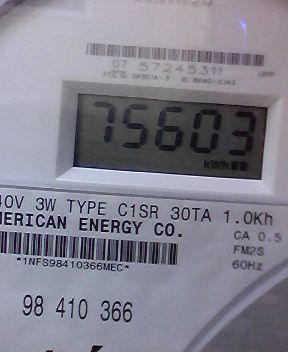 07 57245311
75603
kWh
40V 3W TYPE C1SR 30TA 1.0Kh
MERICAN ENERGY CO.
CA 0.5
FM2S
*1NFS98410366MEC*
60Hz
98 410 366